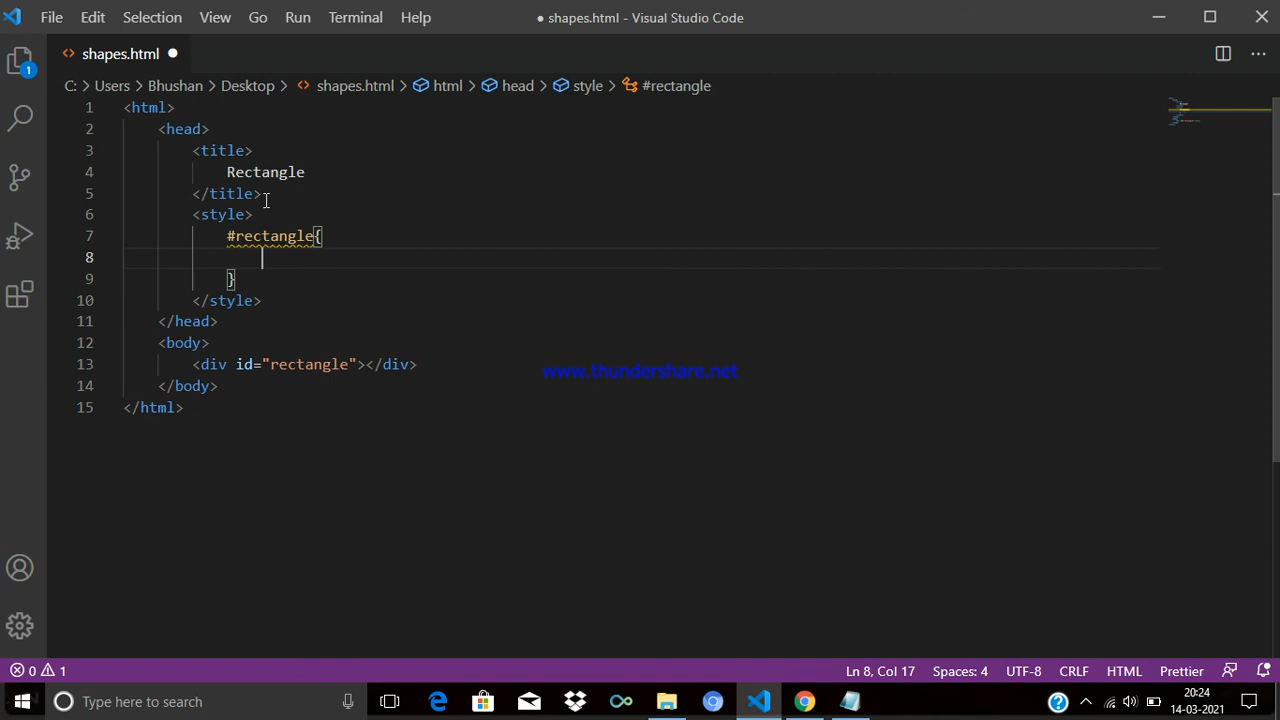 File Edit Selection View Go Run Terminal Help ● shapes.html - Visual Studio Code
<> shapes.html ●
C: > Users > Bhushan > Desktop > <> shapes.html > html > head > style > #rectangle
1 <html>
2 <head>
3 <title>
4 Rectangle
5 </title>
6 <style>
7 #rectangle{
8
9 }
10 </style>
11 </head>
12 <body>
13 <div id="rectangle"></div>
14 </body>
15 </html>
www.thundershare.net
1
0 1 Ln 8, Col 17 Spaces: 4 UTF-8 CRLF HTML Prettier
Type here to search 20:24
14-03-2021